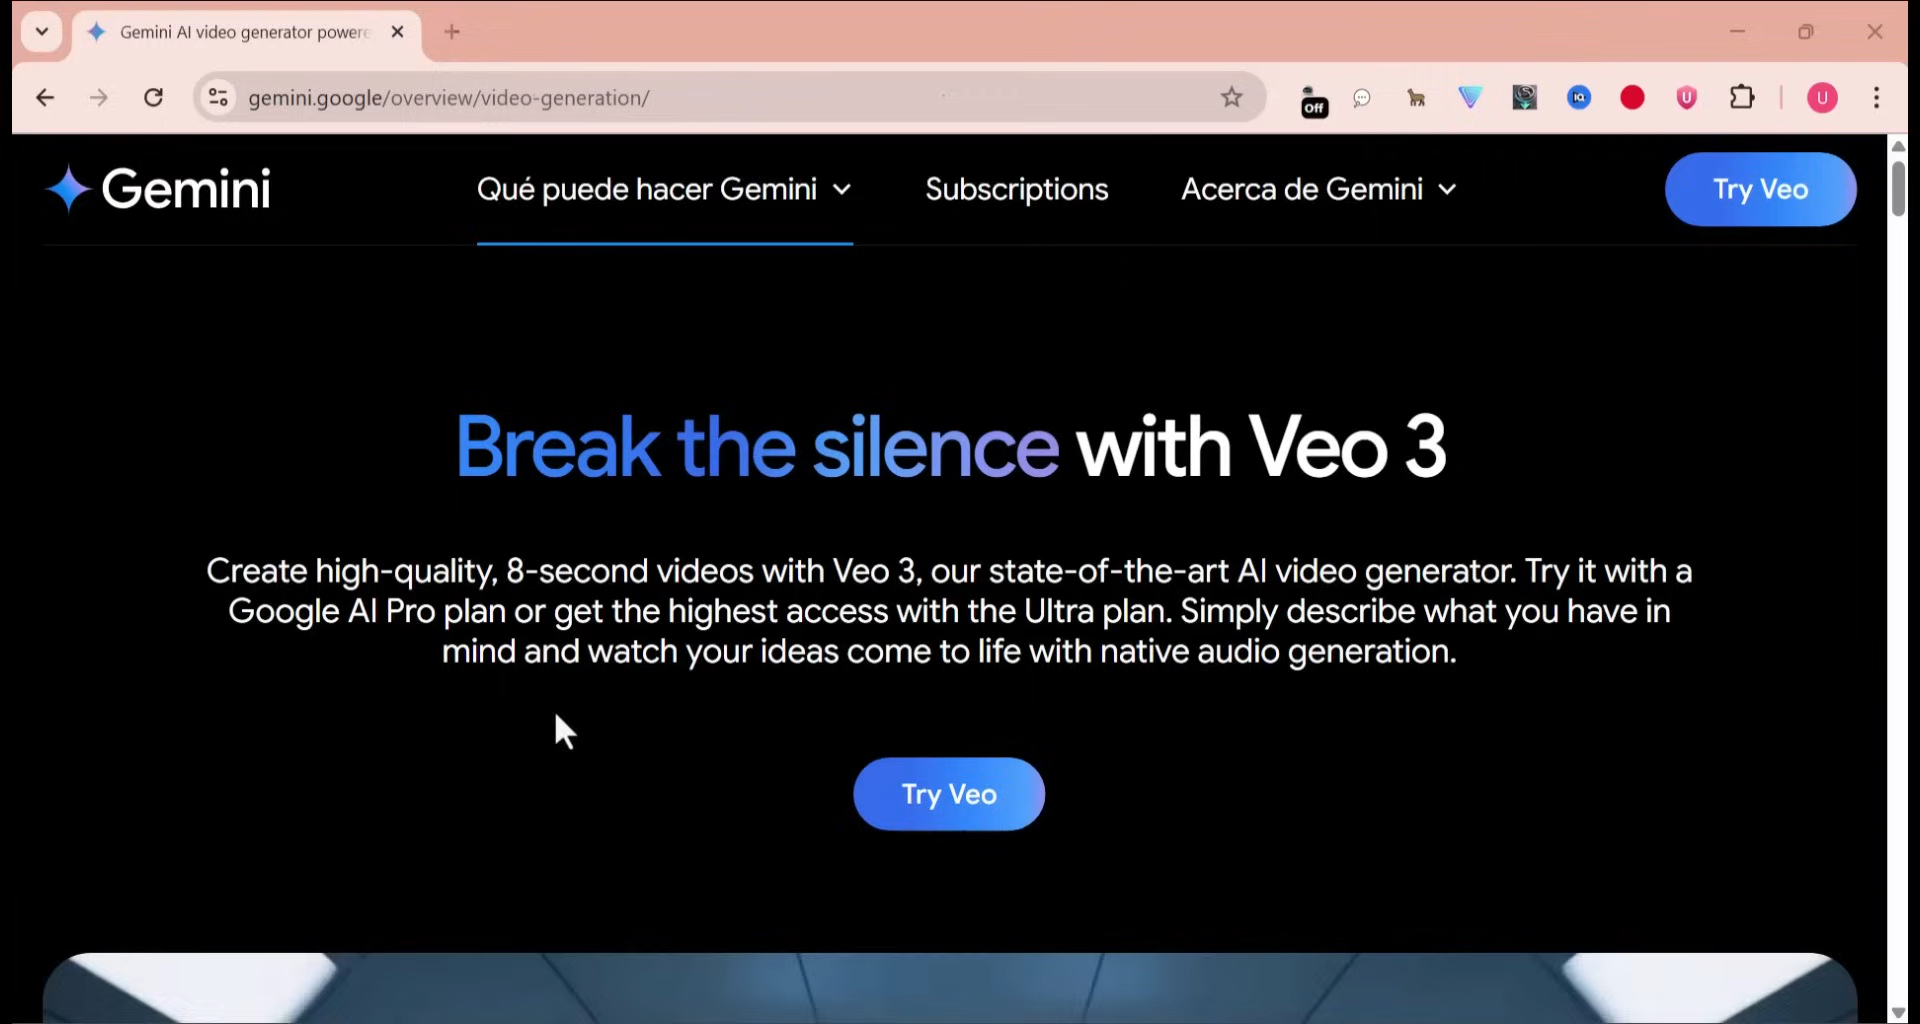 Gemini AI video generator powere
gemini.google/overview/video-generation/
Off
IQ
U
U
Gemini
Qué puede hacer Gemini
Subscriptions
Acerca de Gemini
Try Veo
Break the silence with Veo 3
Create high-quality, 8-second videos with Veo 3, our state-of-the-art AI video generator. Try it with a
Google AI Pro plan or get the highest access with the Ultra plan. Simply describe what you have in
mind and watch your ideas come to life with native audio generation.
Try Veo